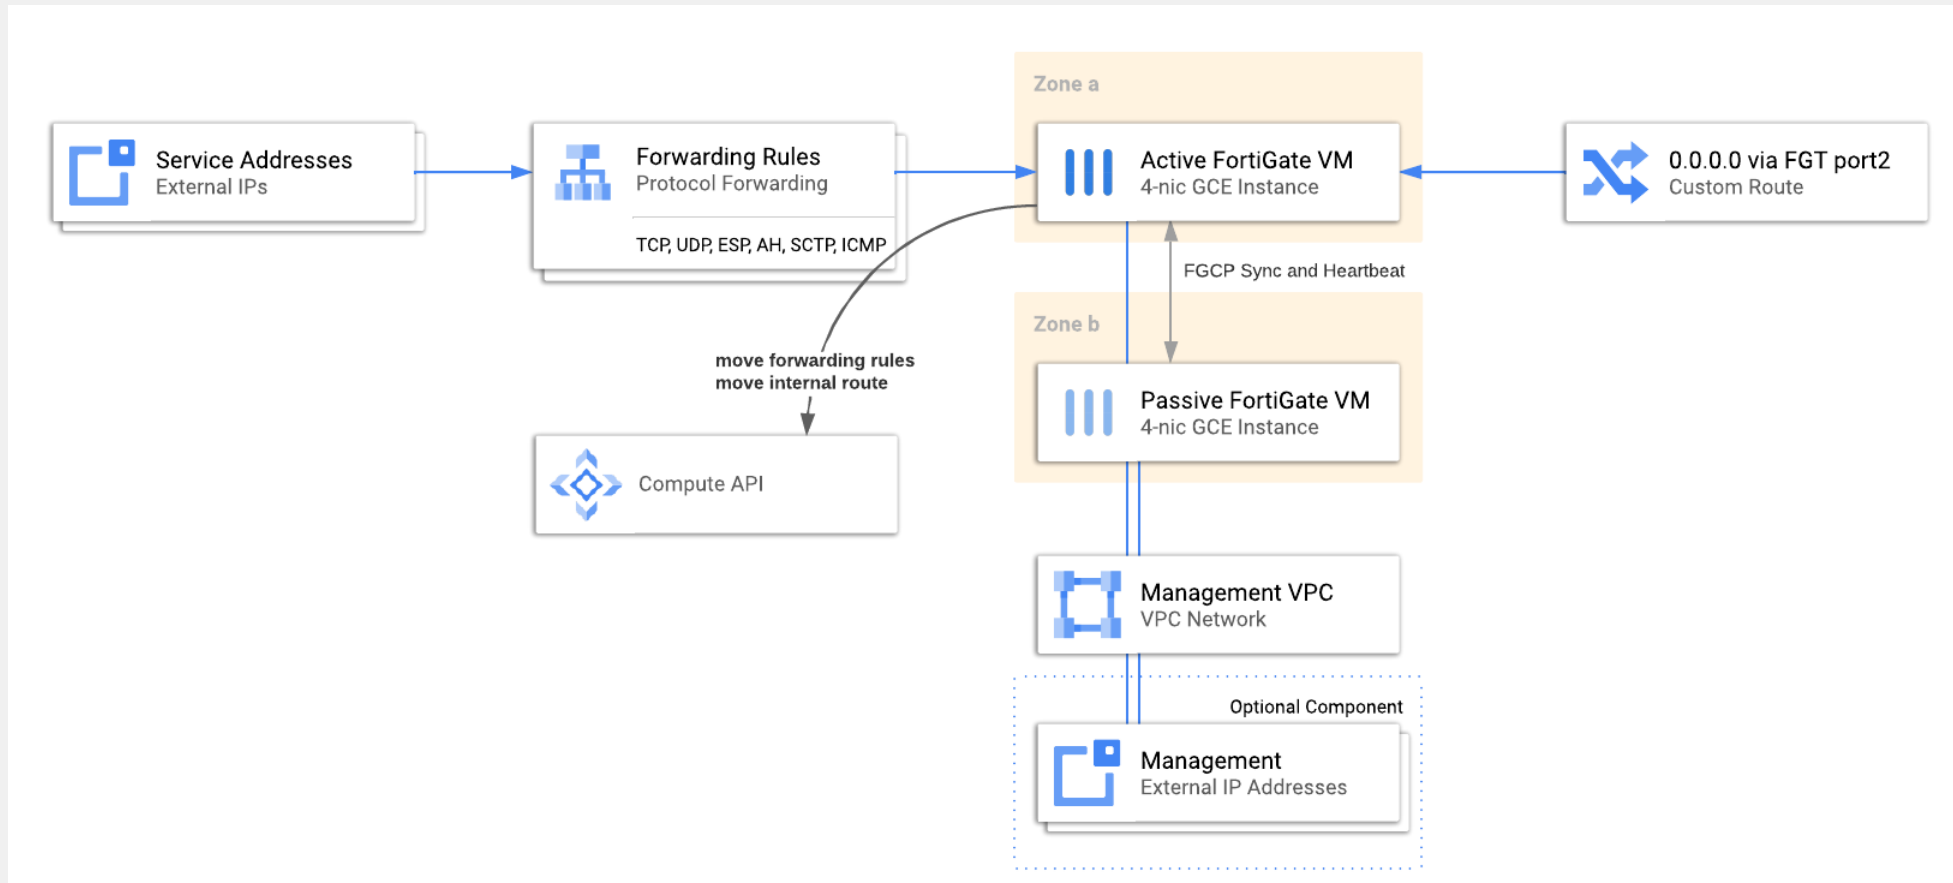 Zone a
Service Addresses
External IPs
Forwarding Rules
Protocol Forwarding
TCP, UDP, ESP, AH, SCTP, ICMP
Active FortiGate VM
4-nic GCE Instance
0.0.0.0 via FGT port2
Custom Route
FGCP Sync and Heartbeat
Zone b
move forwarding rules
move internal route
Passive FortiGate VM
4-nic GCE Instance
Compute API
Management VPC
VPC Network
Optional Component
Management
External IP Addresses